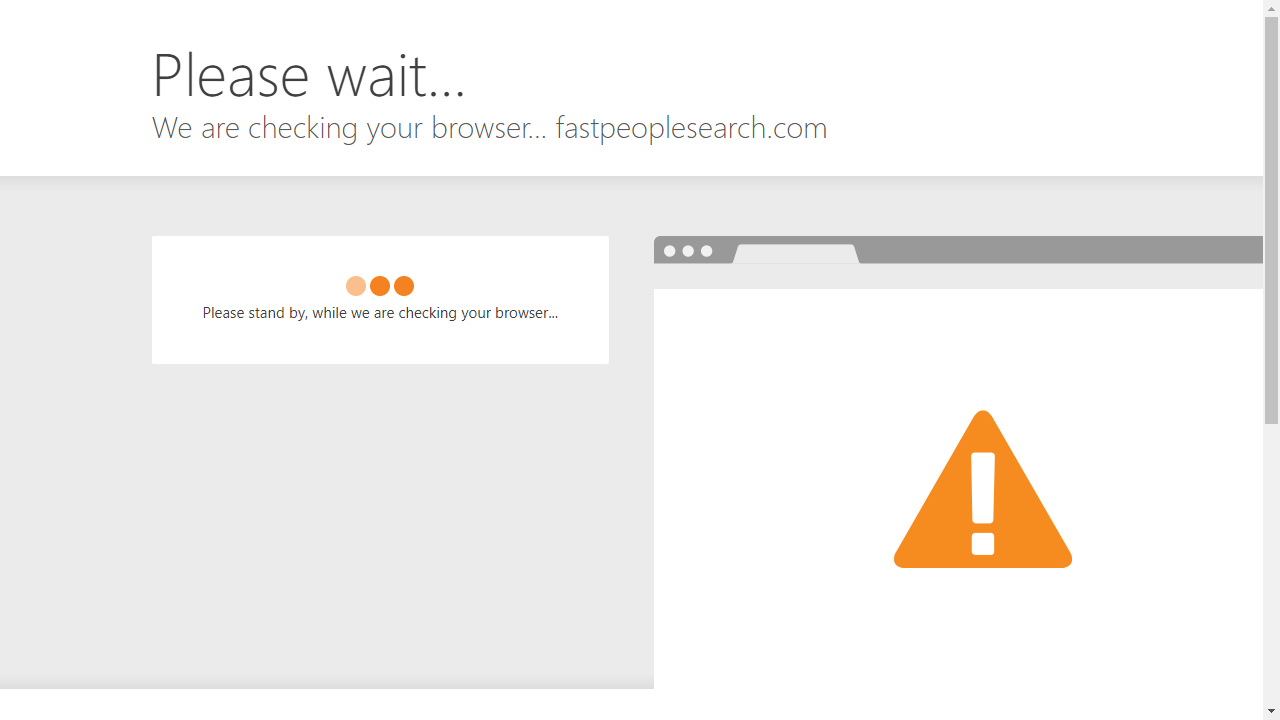 Please wait...
We are checking your browser... fastpeoplesearch.com
Please stand by, while we are checking your browser...